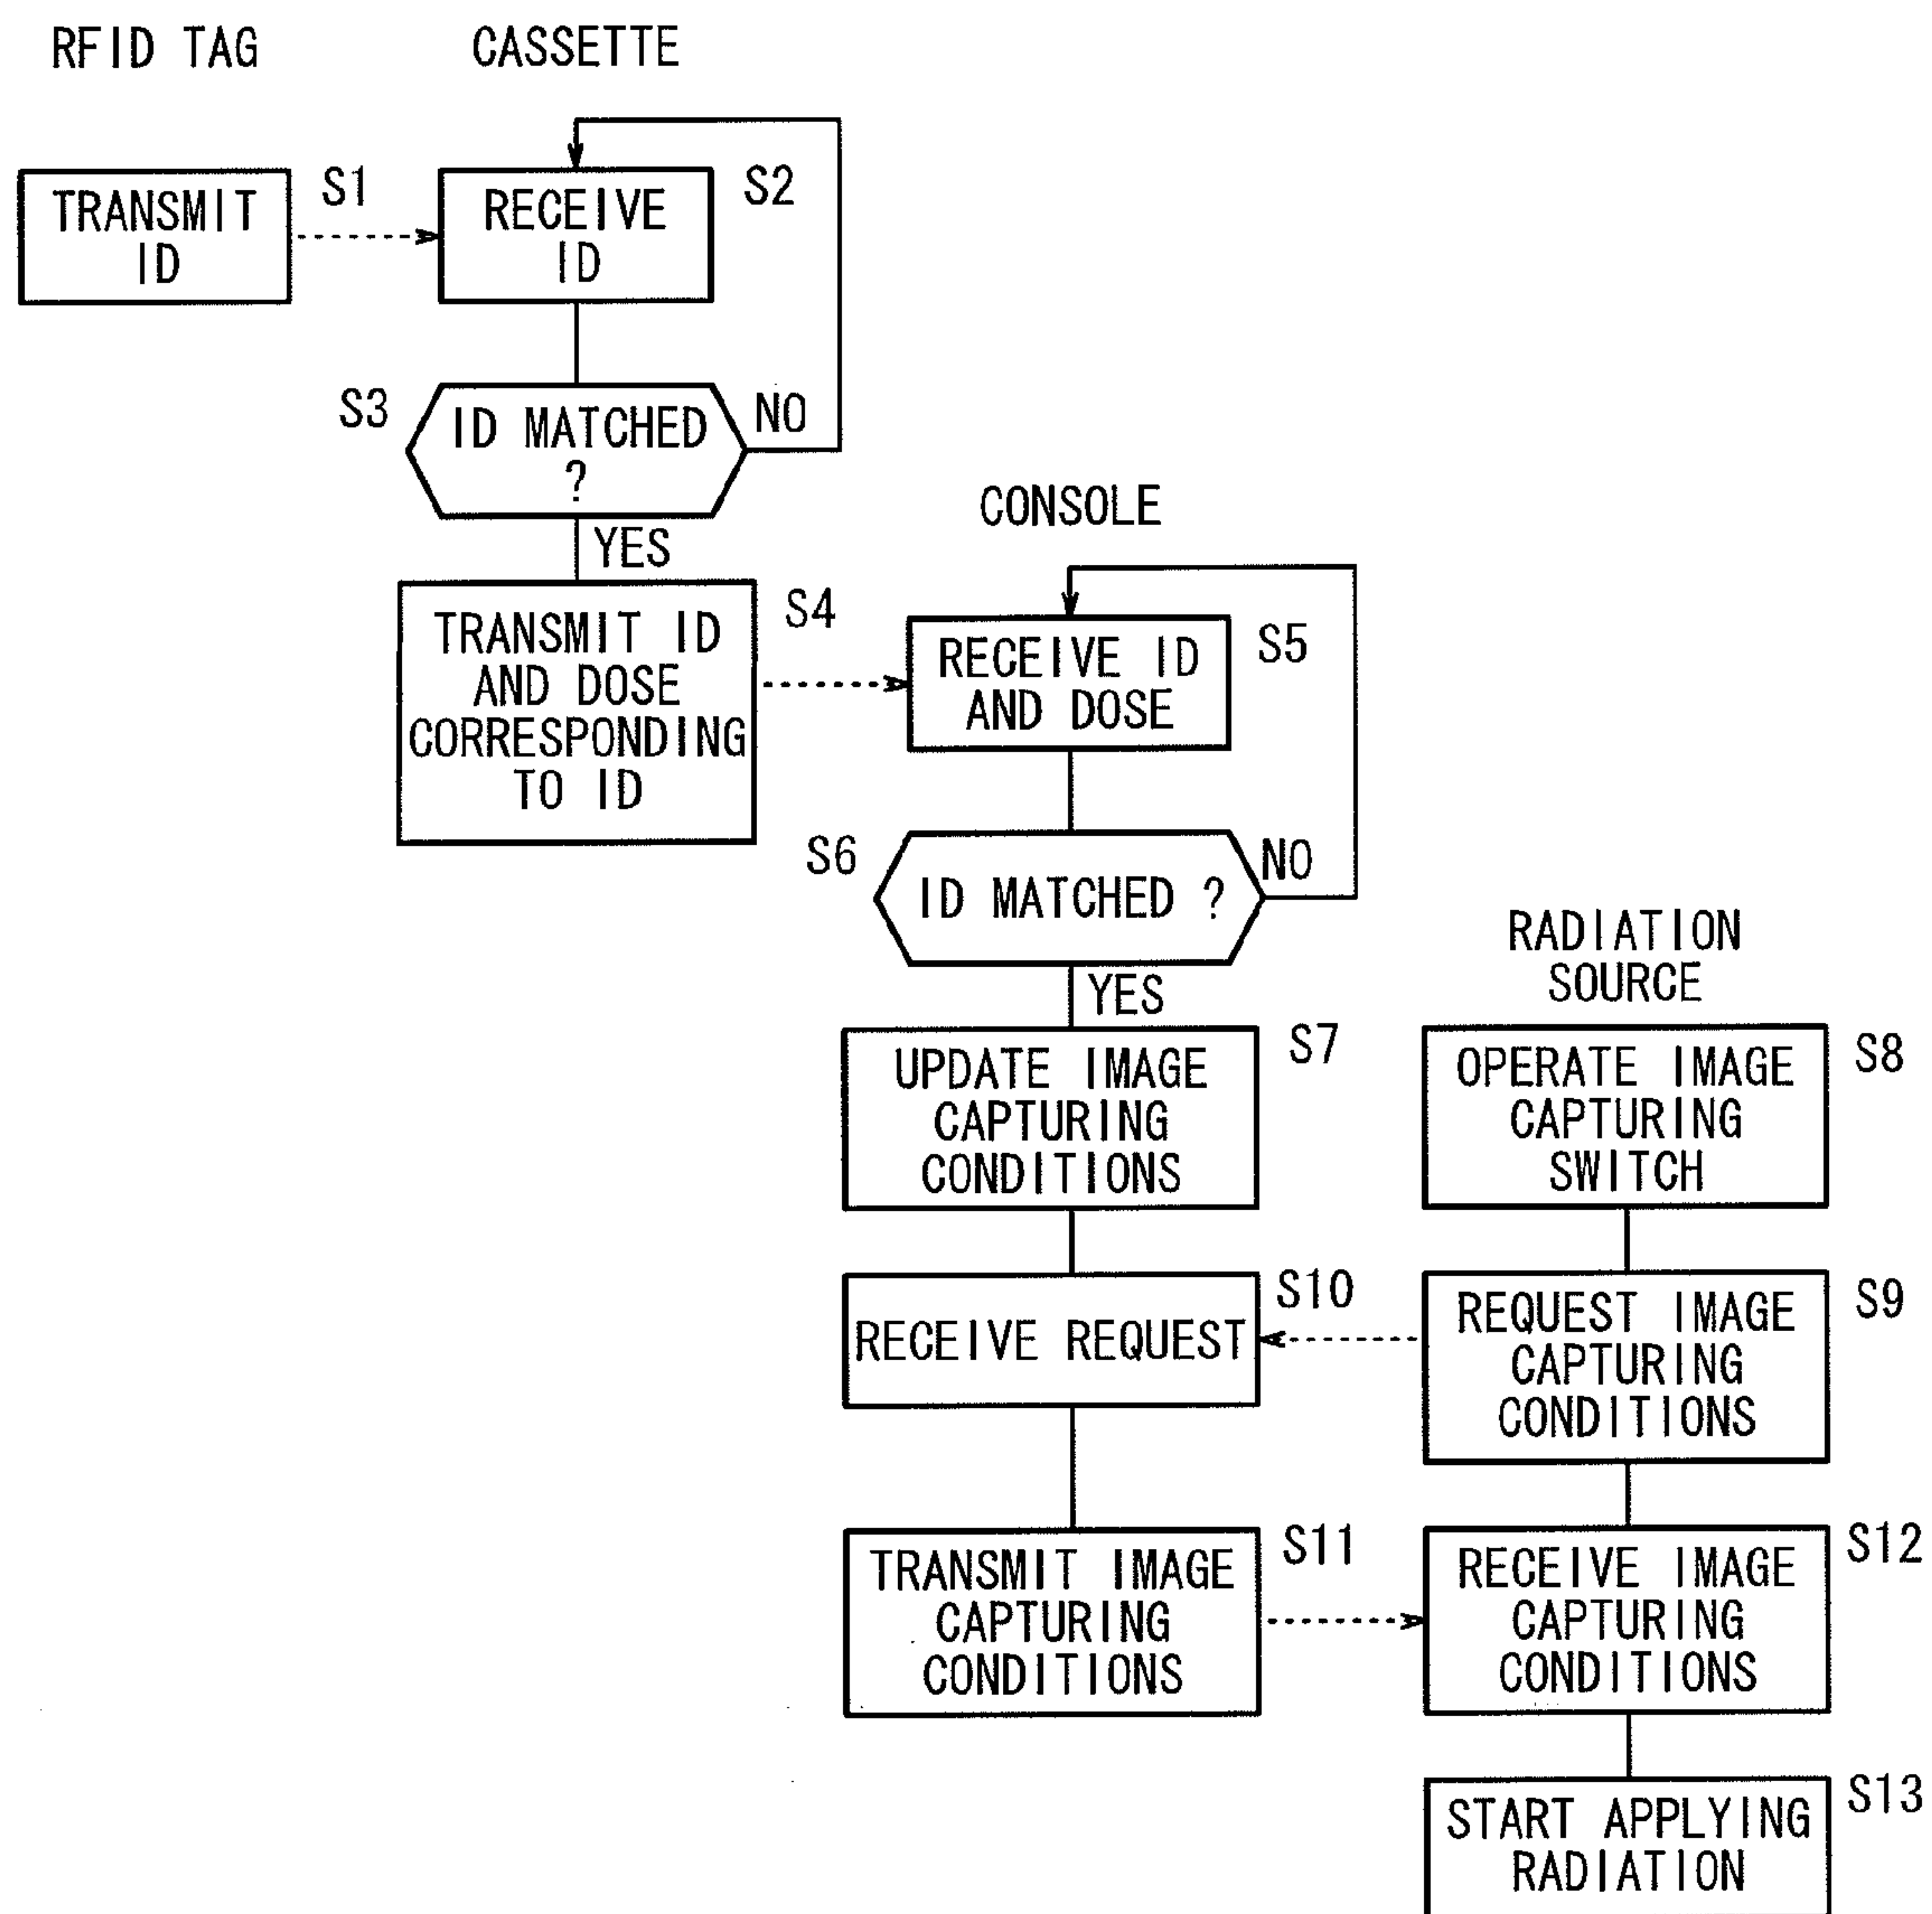 RFID TAG
CASSETTE
TRANSMIT
ID
S1
RECEIVE
ID
S2
S3
ID MATCHED
?
NO
YES
TRANSMIT ID
AND DOSE
CORRESPONDING
TO ID
S4
CONSOLE
RECEIVE ID
AND DOSE
S5
S6
ID MATCHED ?
NO
YES
UPDATE IMAGE
CAPTURING
CONDITIONS
S7
RADIATION
SOURCE
OPERATE IMAGE
CAPTURING
SWITCH
S8
RECEIVE REQUEST
S10
REQUEST IMAGE
CAPTURING
CONDITIONS
S9
TRANSMIT IMAGE
CAPTURING
CONDITIONS
S11
RECEIVE IMAGE
CAPTURING
CONDITIONS
S12
START APPLYING
RADIATION
S13